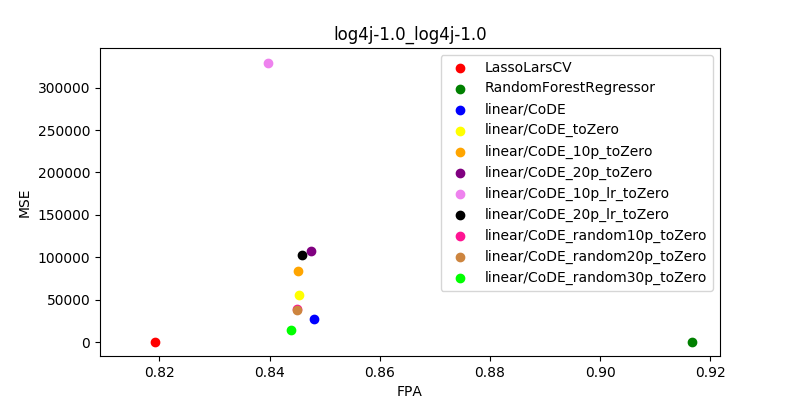 log4j-1.0_log4j-1.0
MSE
300000
250000
200000
150000
100000
50000
0
LassoLarsCV
RandomForestRegressor
linear/CoDE
linear/CoDE_toZero
linear/CoDE_10p_toZero
linear/CoDE_20p_toZero
linear/CoDE_10p_lr_toZero
linear/CoDE_20p_lr_toZero
linear/CoDE_random10p_toZero
linear/CoDE_random20p_toZero
linear/CoDE_random30p_toZero
0.82 0.84 0.86 0.88 0.90 0.92
FPA